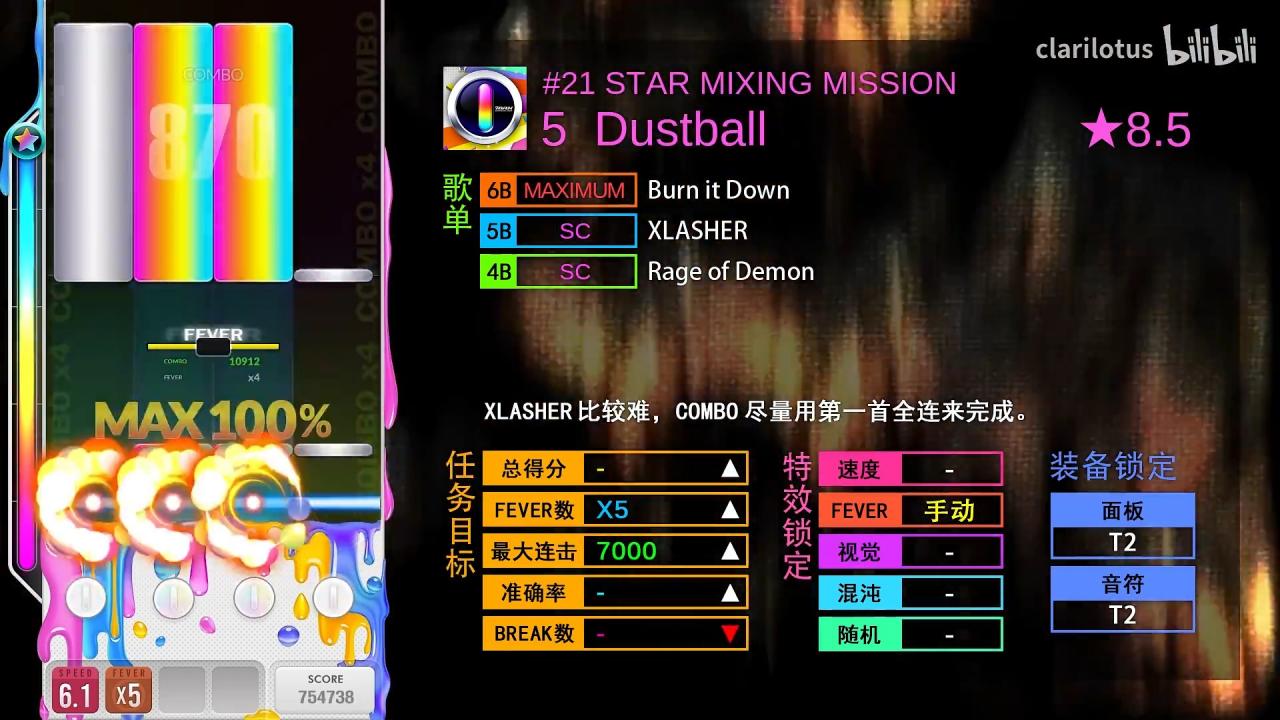 clarilotus bilibili
#21 STAR MIXING MISSION
5 Dustball
★8.5
歌单
6B MAXIMUM Burn it Down
5B SC XLASHER
4B SC Rage of Demon
XLASHER 比较难，COMBO 尽量用第一首全连来完成。
任务目标
总得分 - ▲
FEVER数 X5 ▲
最大连击 7000 ▲
准确率 - ▲
BREAK数 - ▼
特效锁定
速度 -
FEVER 手动
视觉 -
混沌 -
随机 -
装备锁定
面板
T2
音符
T2
COMBO
870
FEVER
COMBO 10912
FEVER x4
MAX 100%
COMBO x4 COMBO
SPEED
6.1
FEVER
x5
SCORE
754738